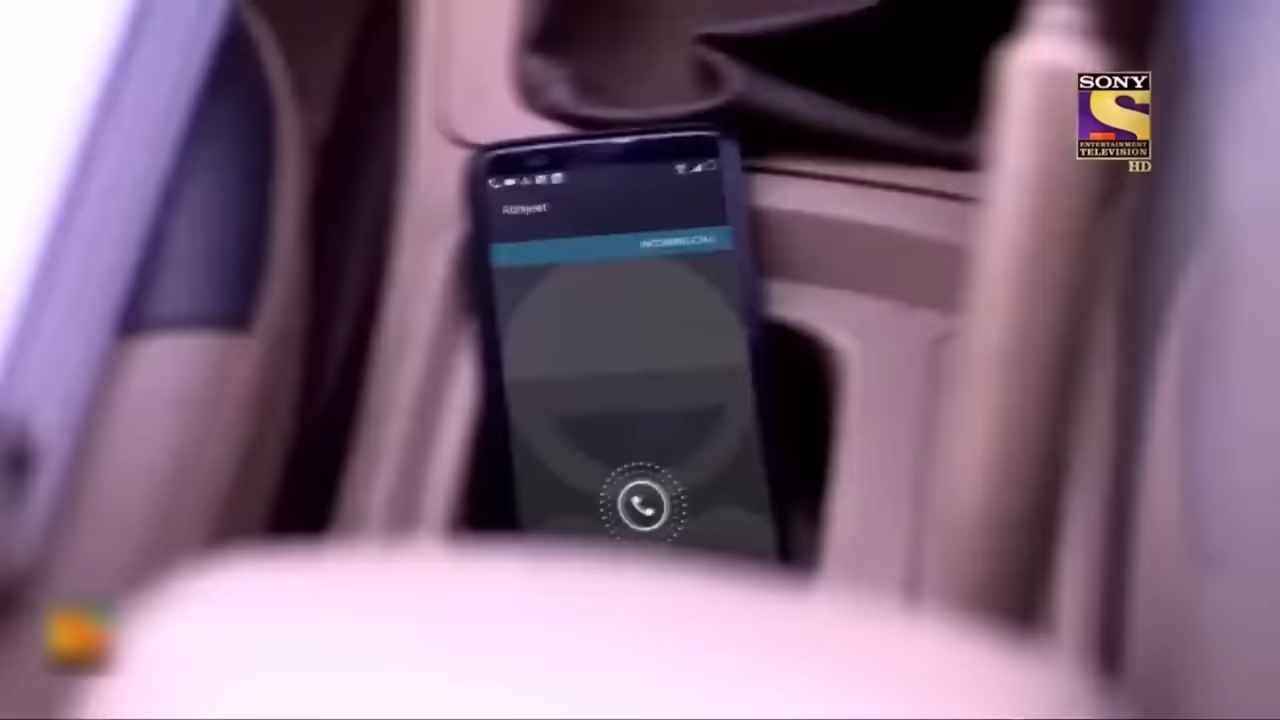 SONY
ENTERTAINMENT
TELEVISION
HD
Abhijeet
INCOMING CALL